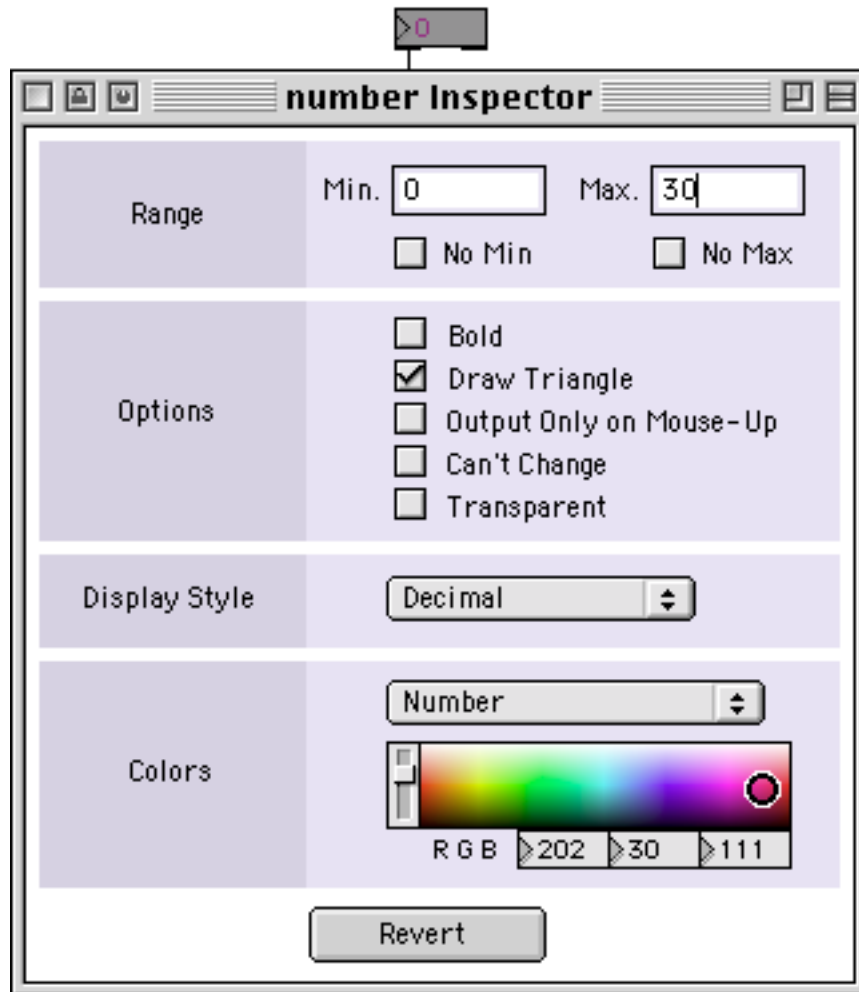 0
number Inspector
Range
Min. 0 Max. 30
No Min No Max
Options
Bold
Draw Triangle
Output Only on Mouse-Up
Can't Change
Transparent
Display Style
Decimal
Colors
Number
R G B 202 30 111
Revert